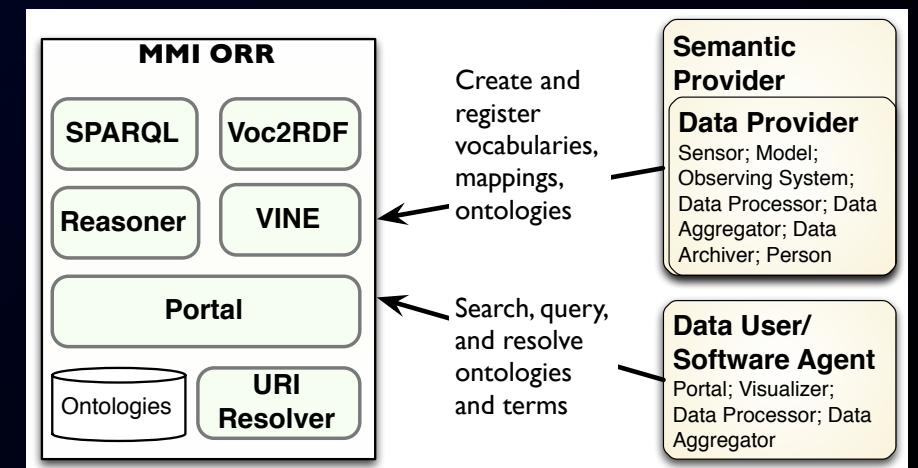 MMI ORR
SPARQL
Voc2RDF
Reasoner
VINE
Portal
Ontologies
URI
Resolver
Create and
register
vocabularies,
mappings,
ontologies
Search, query,
and resolve
ontologies
and terms
Semantic
Provider
Data Provider
Sensor; Model;
Observing System;
Data Processor; Data
Aggregator; Data
Archiver; Person
Data User/
Software Agent
Portal; Visualizer;
Data Processor; Data
Aggregator